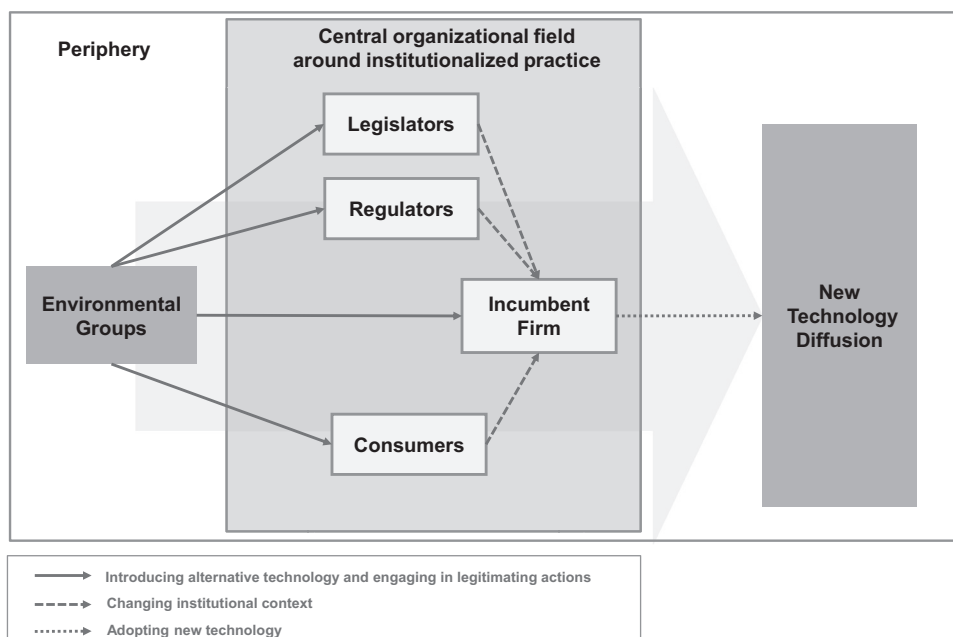 Periphery
Central organizational field
around institutionalized practice
Legislators
Regulators
Environmental
Groups
Incumbent
Firm
Consumers
New
Technology
Diffusion
Introducing alternative technology and engaging in legitimating actions
Changing institutional context
Adopting new technology